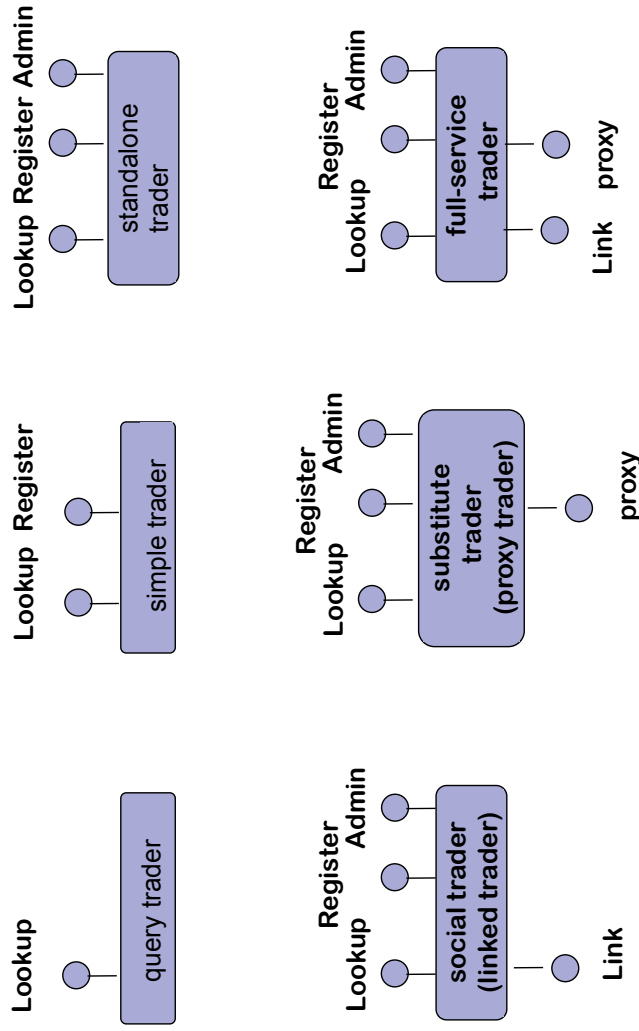 Lookup
query trader
Lookup Register
simple trader
Lookup Register Admin
standalone
trader
Register
Lookup Admin
social trader
(linked trader)
Link
Register
Lookup Admin
substitute
trader
(proxy trader)
proxy
Register
Lookup Admin
full-service
trader
Link proxy